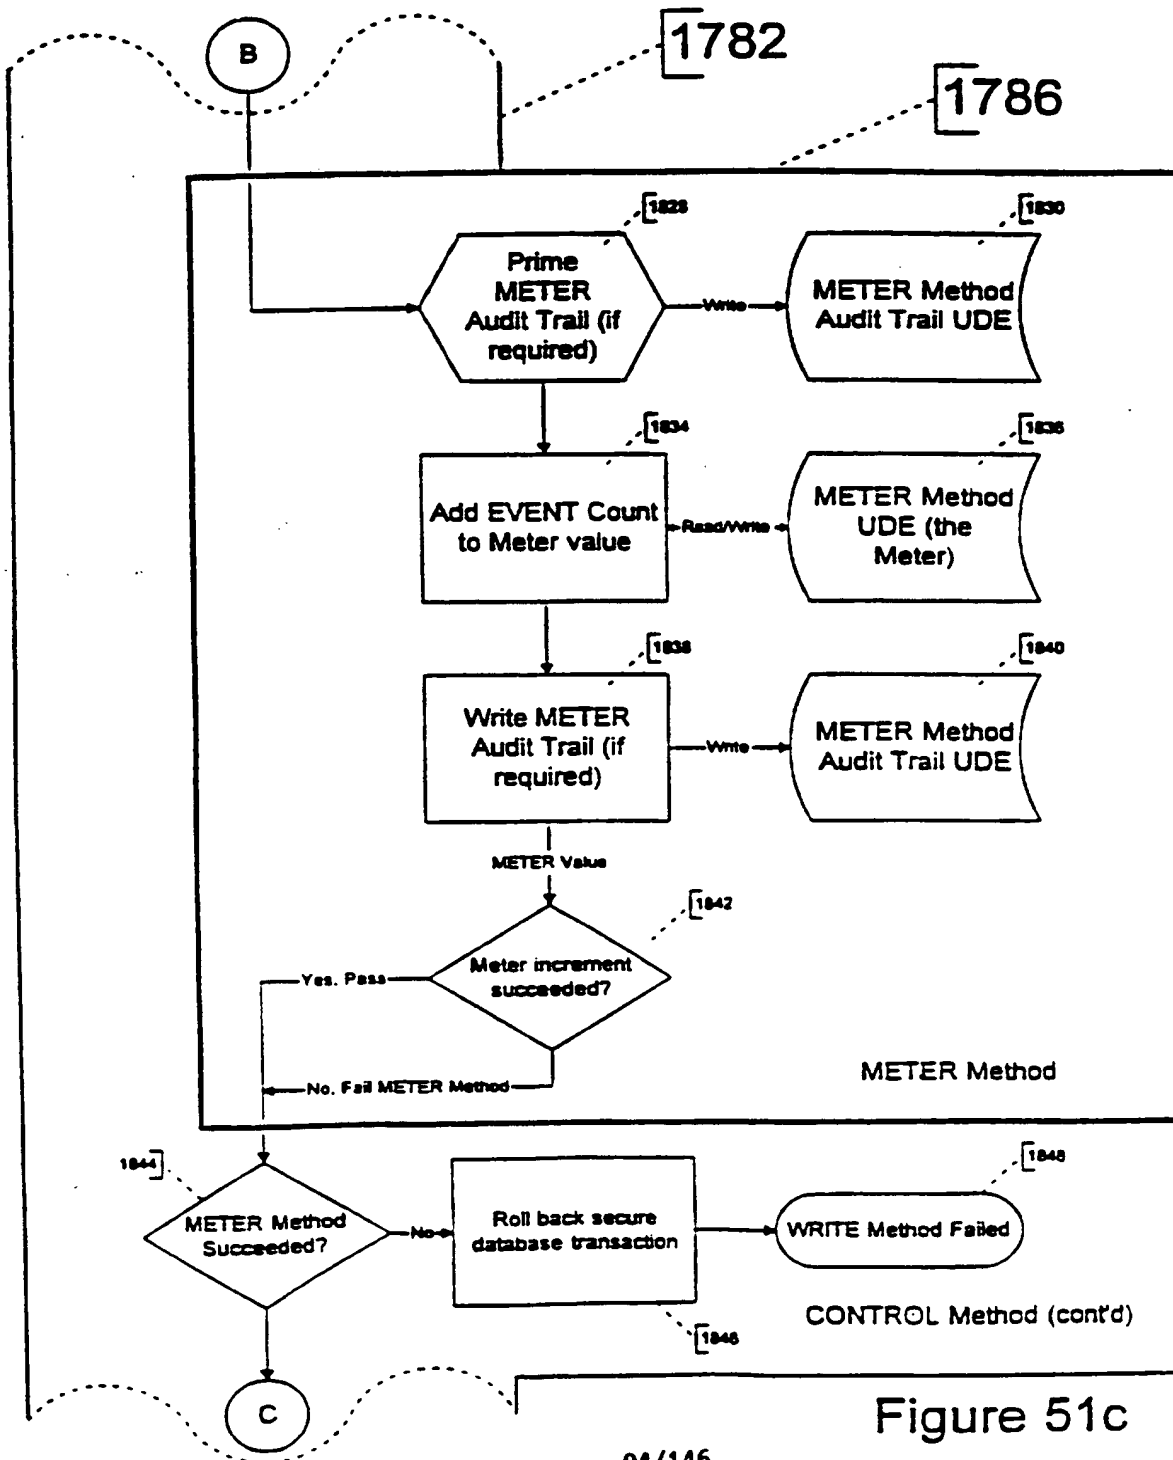 B
1782
1786
1828
1830
Prime
METER
Audit Trail (if
required)
Write
METER Method
Audit Trail UDE
1834
1836
Add EVENT Count
to Meter value
Read/Write
METER Method
UDE (the
Meter)
1838
1840
Write METER
Audit Trail (if
required)
Write
METER Method
Audit Trail UDE
METER Value
1842
Meter increment
succeeded?
Yes. Pass
No. Fail METER Method
METER Method
1844
1848
METER Method
Succeeded?
No
Roll back secure
database transaction
WRITE Method Failed
1846
CONTROL Method (cont'd)
C
Figure 51c
94/146